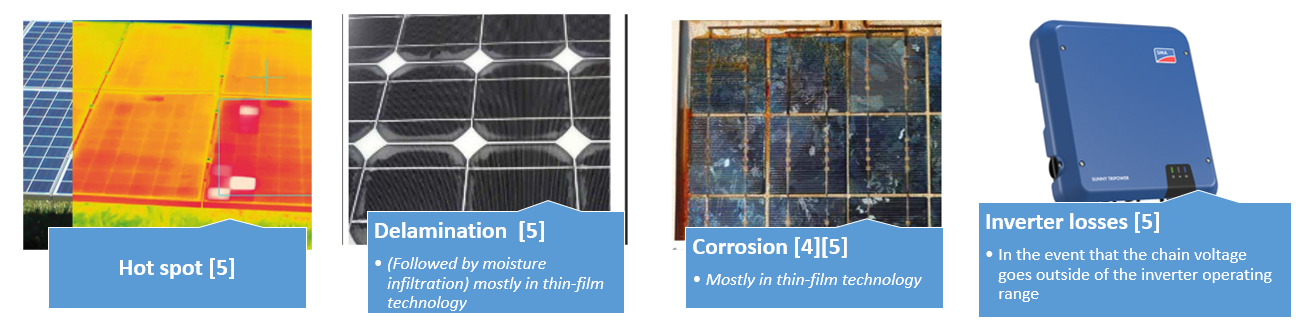 SMA
SUNNY TRIPOWER
Hot spot [5]
Delamination [5]
• (Followed by moisture
infiltration) mostly in thin-film
technology
Corrosion [4][5]
• Mostly in thin-film technology
Inverter losses [5]
• In the event that the chain voltage
goes outside of the inverter operating
range